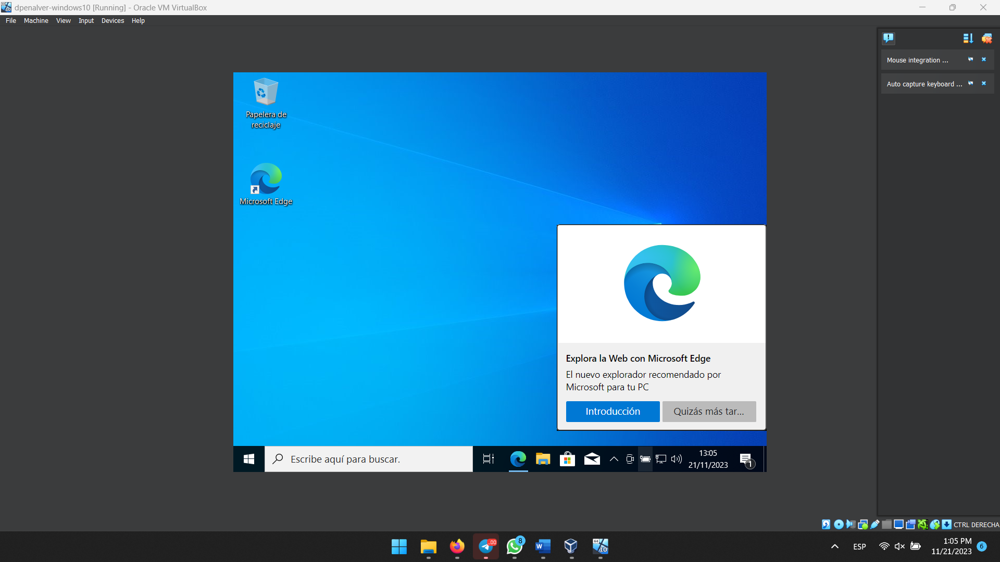 dpenalver-windows10 [Running] - Oracle VM VirtualBox
File Machine View Input Devices Help
Mouse integration ...
Auto capture keyboard ...
Papelera de
reciclaje
Microsoft Edge
Explora la Web con Microsoft Edge
El nuevo explorador recomendado por
Microsoft para tu PC
Introducción
Quizás más tar...
Escribe aquí para buscar.
13:05
21/11/2023
1
CTRL DERECHA
.00
8
W
64
10
ESP
1:05 PM
11/21/2023
6